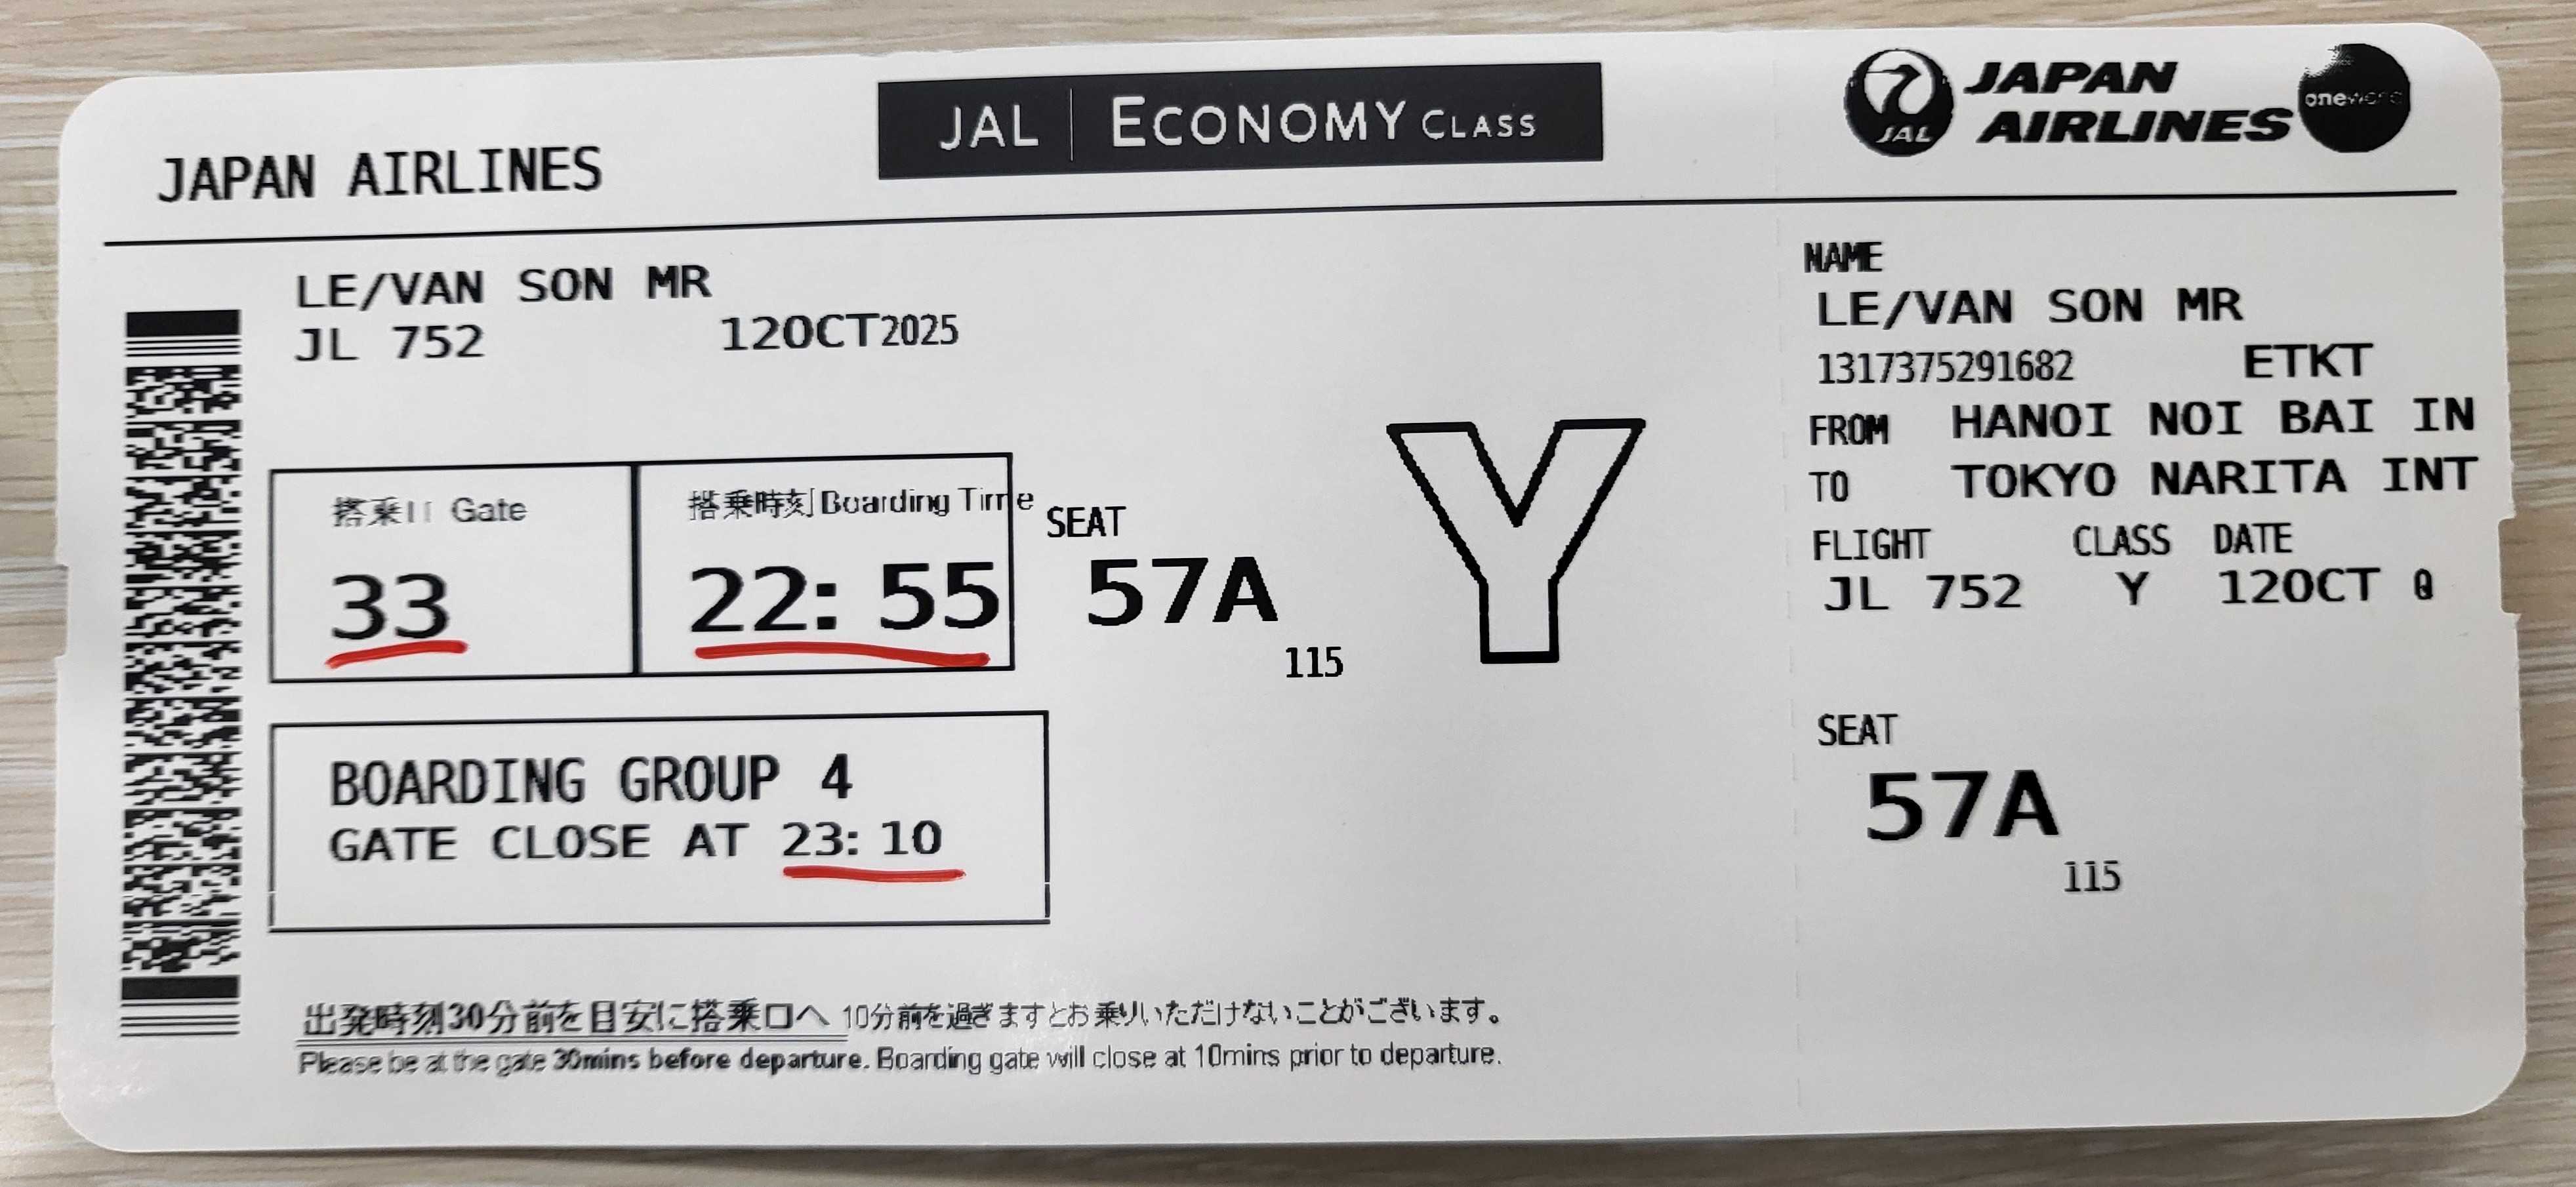 JAL ECONOMY CLASS
JAPAN AIRLINES
JAL
JAPAN AIRLINES
oneworld
LE/VAN SON MR
JL 752 12OCT2025
搭乗口 Gate
33
搭乗時刻 Boarding Time
22:55
SEAT
57A
115
Y
BOARDING GROUP 4
GATE CLOSE AT 23:10
出発時刻30分前を目安に搭乗口へ 10分前を過ぎますとお乗りいただけないことがございます。
Please be at the gate 30mins before departure. Boarding gate will close at 10mins prior to departure.
NAME
LE/VAN SON MR
1317375291682 ETKT
FROM HANOI NOI BAI IN
TO TOKYO NARITA INT
FLIGHT CLASS DATE
JL 752 Y 12OCT Q
SEAT
57A
115